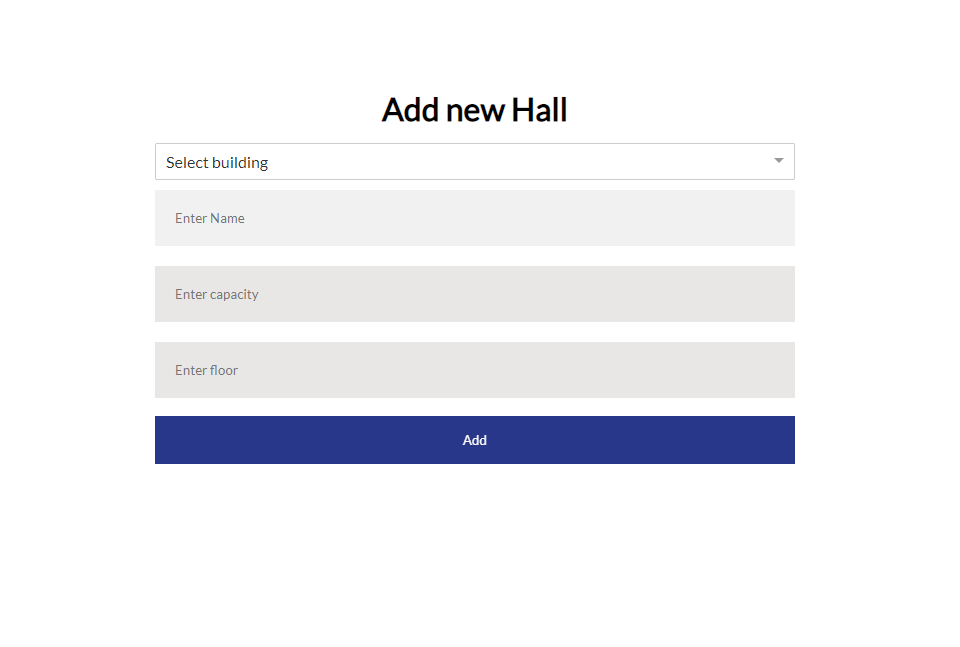 Add new Hall
Select building
Enter Name
Enter capacity
Enter floor
Add